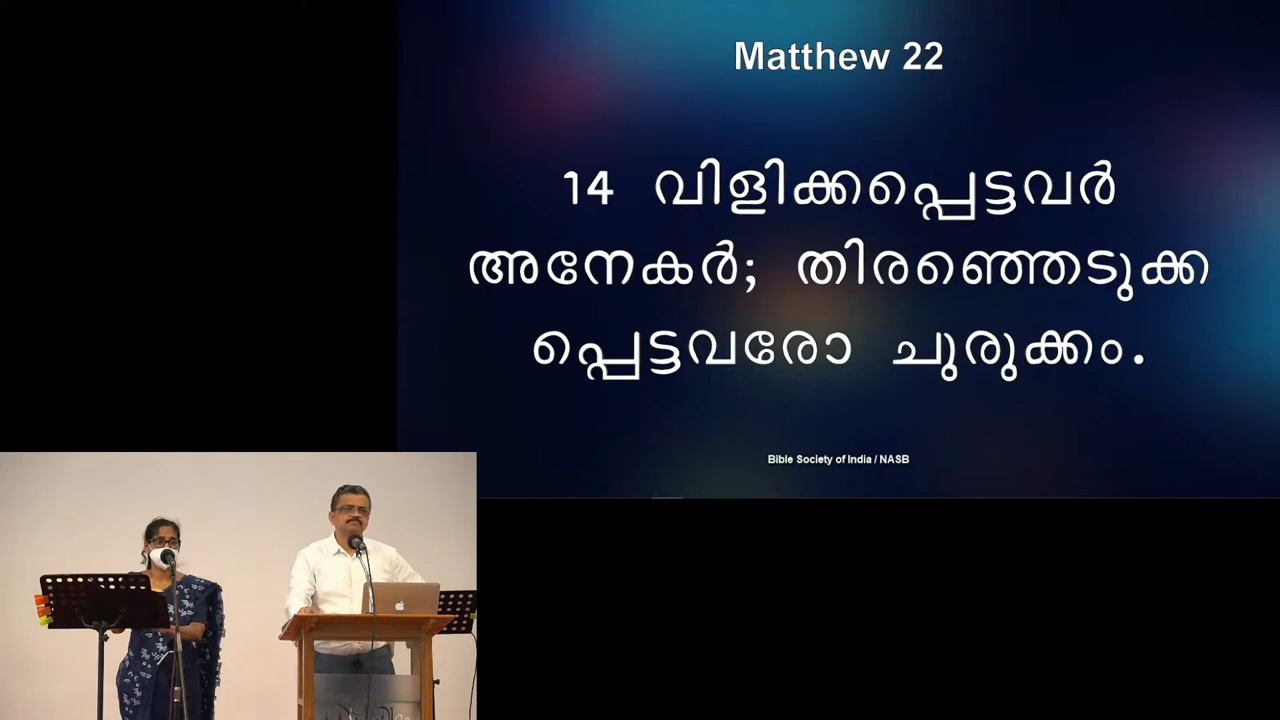 Matthew 22
14 വിളിക്കപ്പെട്ടവർ
അനേകർ; തിരഞ്ഞെടുക്ക
പ്പെട്ടവരോ ചുരുക്കം.
Bible Society of India / NASB